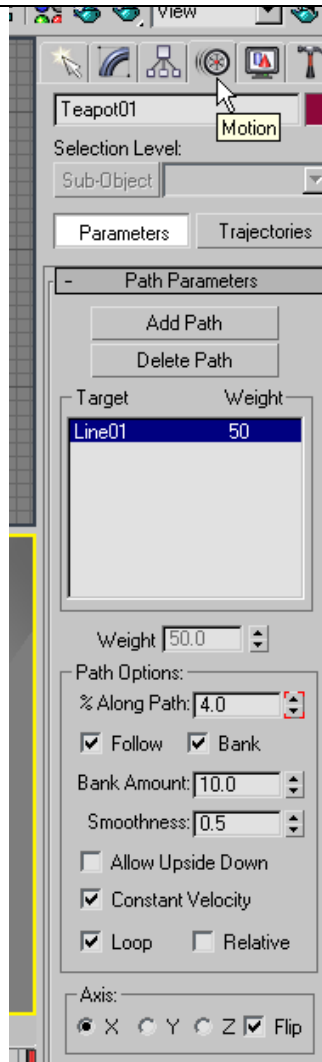 View
Teapot01
Motion
Selection Level:
Sub-Object
Parameters Trajectories
- Path Parameters
Add Path
Delete Path
Target Weight
Line01 50
Weight 50.0
Path Options:
% Along Path: 4.0
Follow Bank
Bank Amount: 10.0
Smoothness: 0.5
Allow Upside Down
Constant Velocity
Loop Relative
Axis:
X Y Z Flip